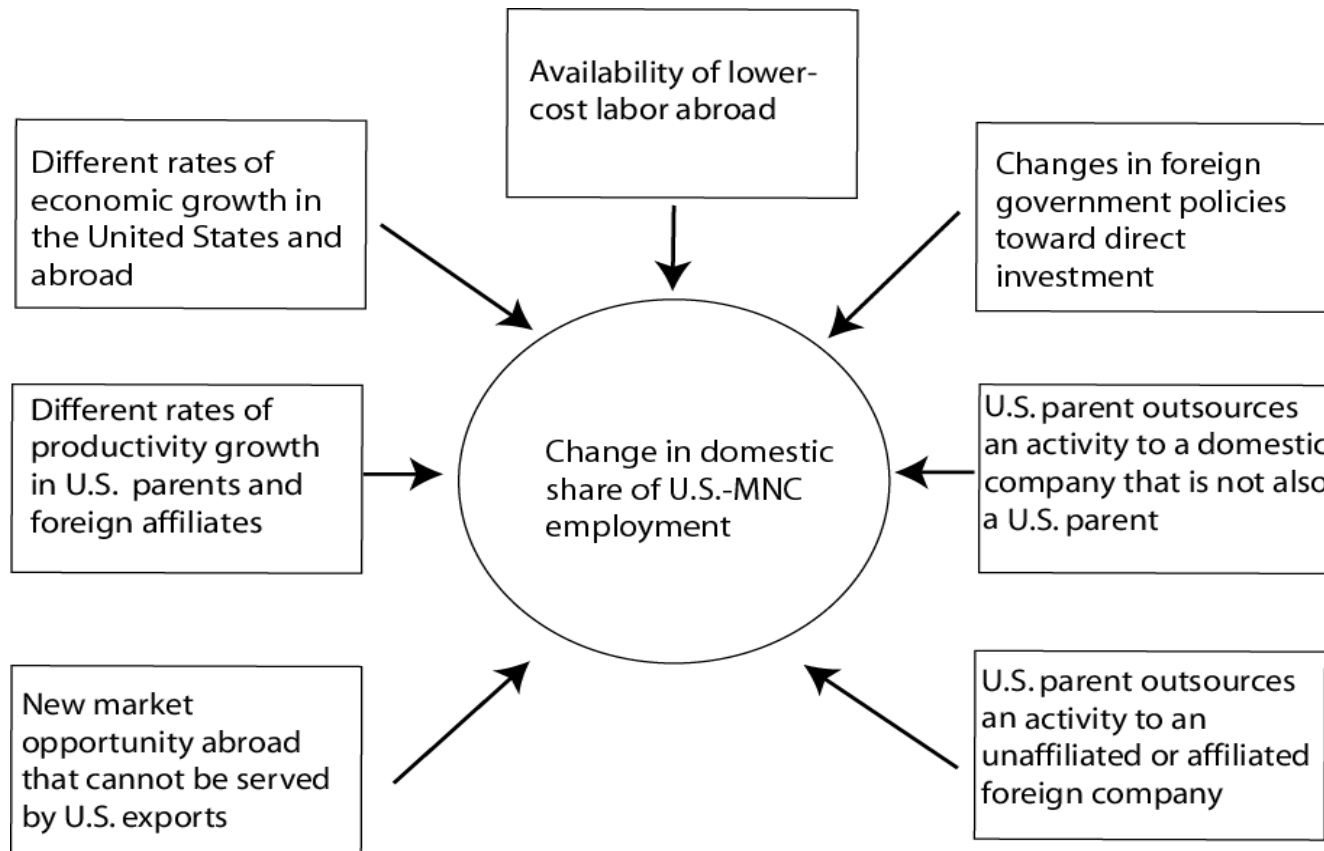 Availability of lower-
cost labor abroad
Different rates of
economic growth in
the United States and
abroad
Changes in foreign
government policies
toward direct
investment
Different rates of
productivity growth
in U.S. parents and
foreign affiliates
Change in domestic
share of U.S.-MNC
employment
U.S. parent outsources
an activity to a domestic
company that is not also
a U.S. parent
New market
opportunity abroad
that cannot be served
by U.S. exports
U.S. parent outsources
an activity to an
unaffiliated or affiliated
foreign company